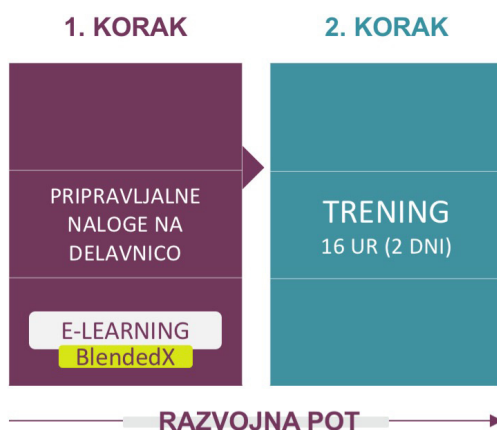 1. KORAK
2. KORAK
PRIPRAVLJALNE
NALOGE NA
DELAVNICO
E-LEARNING
BlendedX
TRENING
16 UR (2 DNI)
RAZVOJNA POT